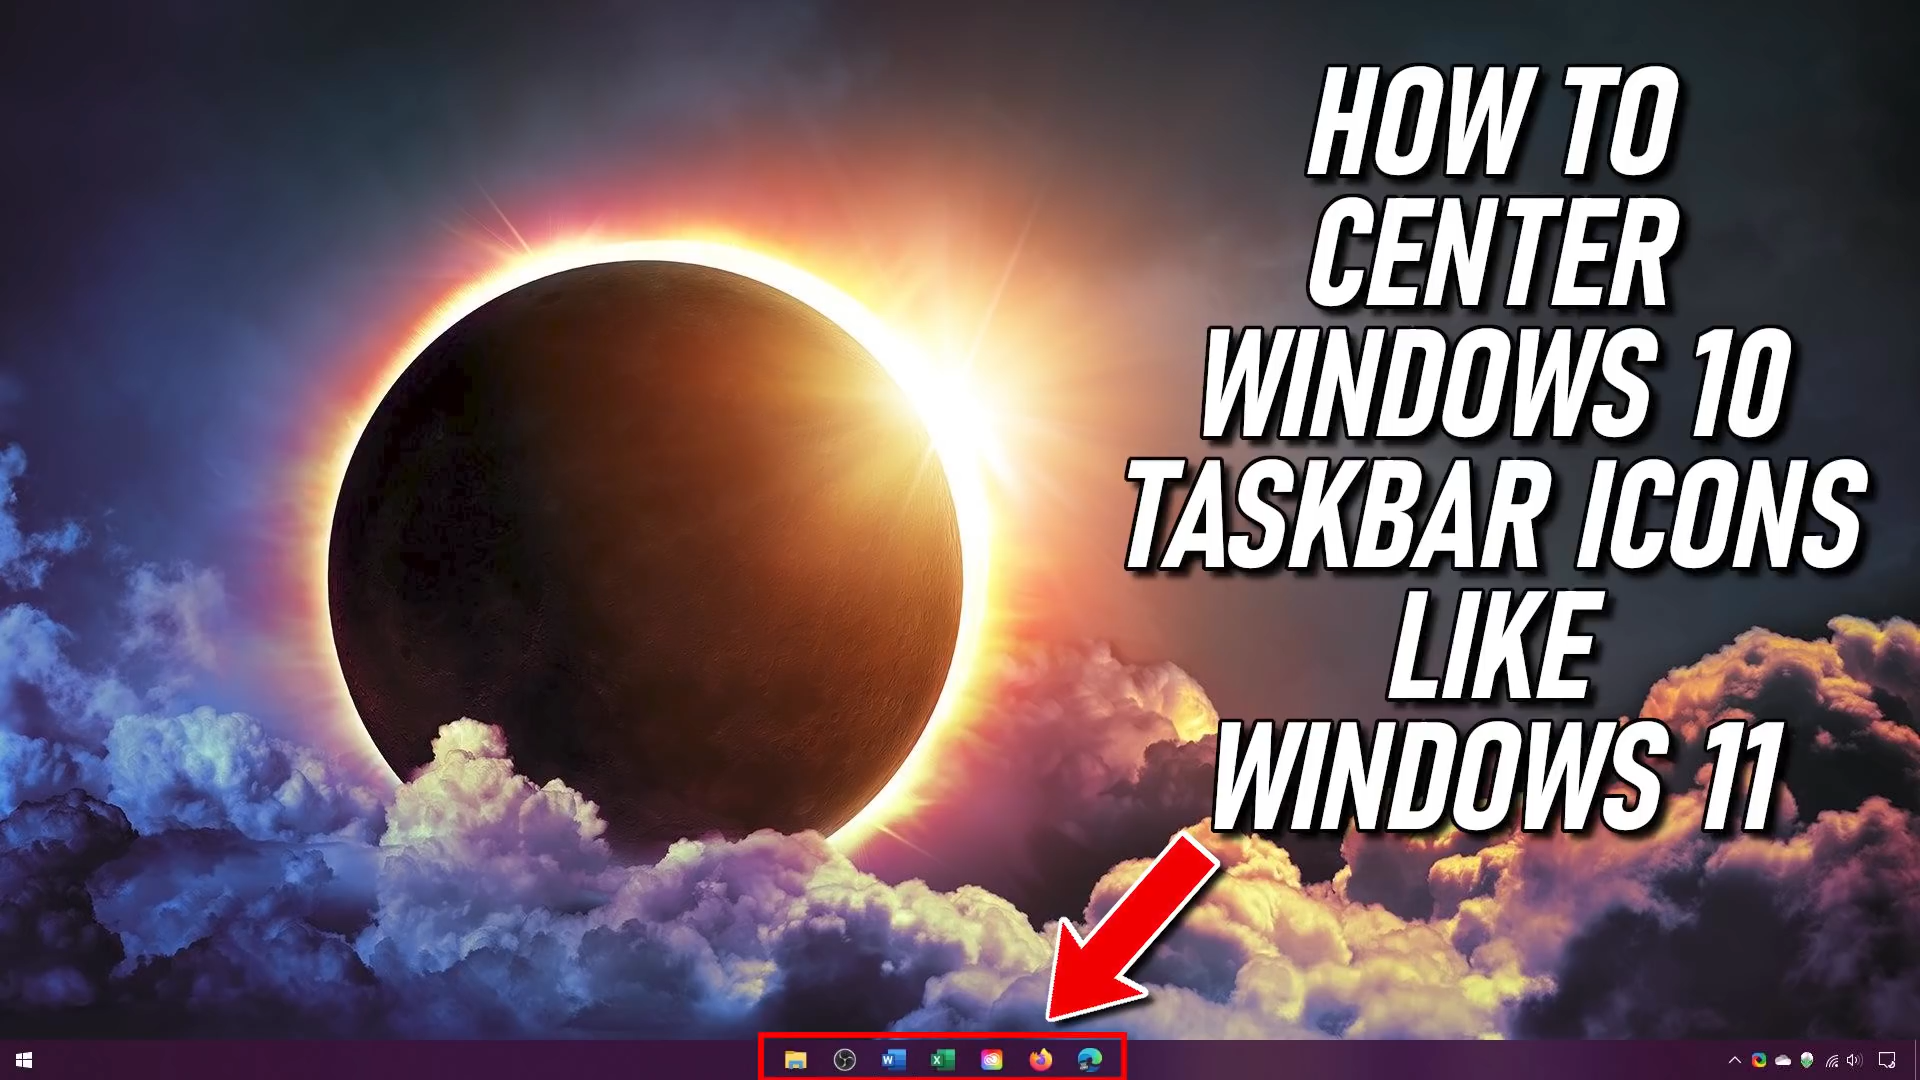 HOW TO
CENTER
WINDOWS 10
TASKBAR ICONS
LIKE
WINDOWS 11